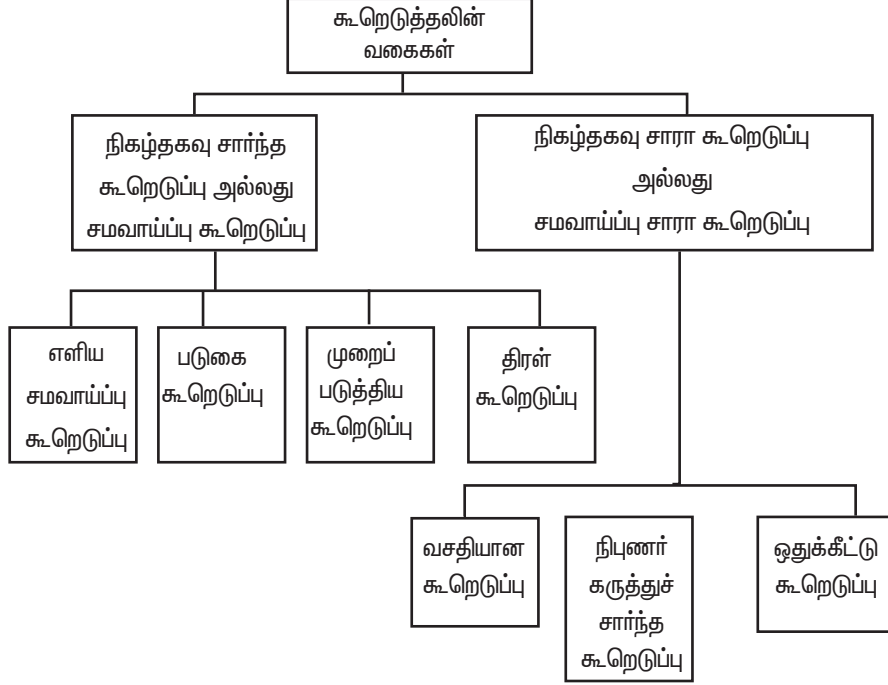 கூறெடுத்தலின்
வகைகள்
நிகழ்தகவு சார்ந்த
கூறெடுப்பு அல்லது
சமவாய்ப்பு கூறெடுப்பு
நிகழ்தகவு சாரா கூறெடுப்பு
அல்லது
சமவாய்ப்பு சாரா கூறெடுப்பு
எளிய
சமவாய்ப்பு
கூறெடுப்பு
படுகை
கூறெடுப்பு
முறைப்
படுத்திய
கூறெடுப்பு
திரள்
கூறெடுப்பு
வசதியான
கூறெடுப்பு
நிபுணர்
கருத்துச்
சார்ந்த
கூறெடுப்பு
ஒதுக்கீட்டு
கூறெடுப்பு